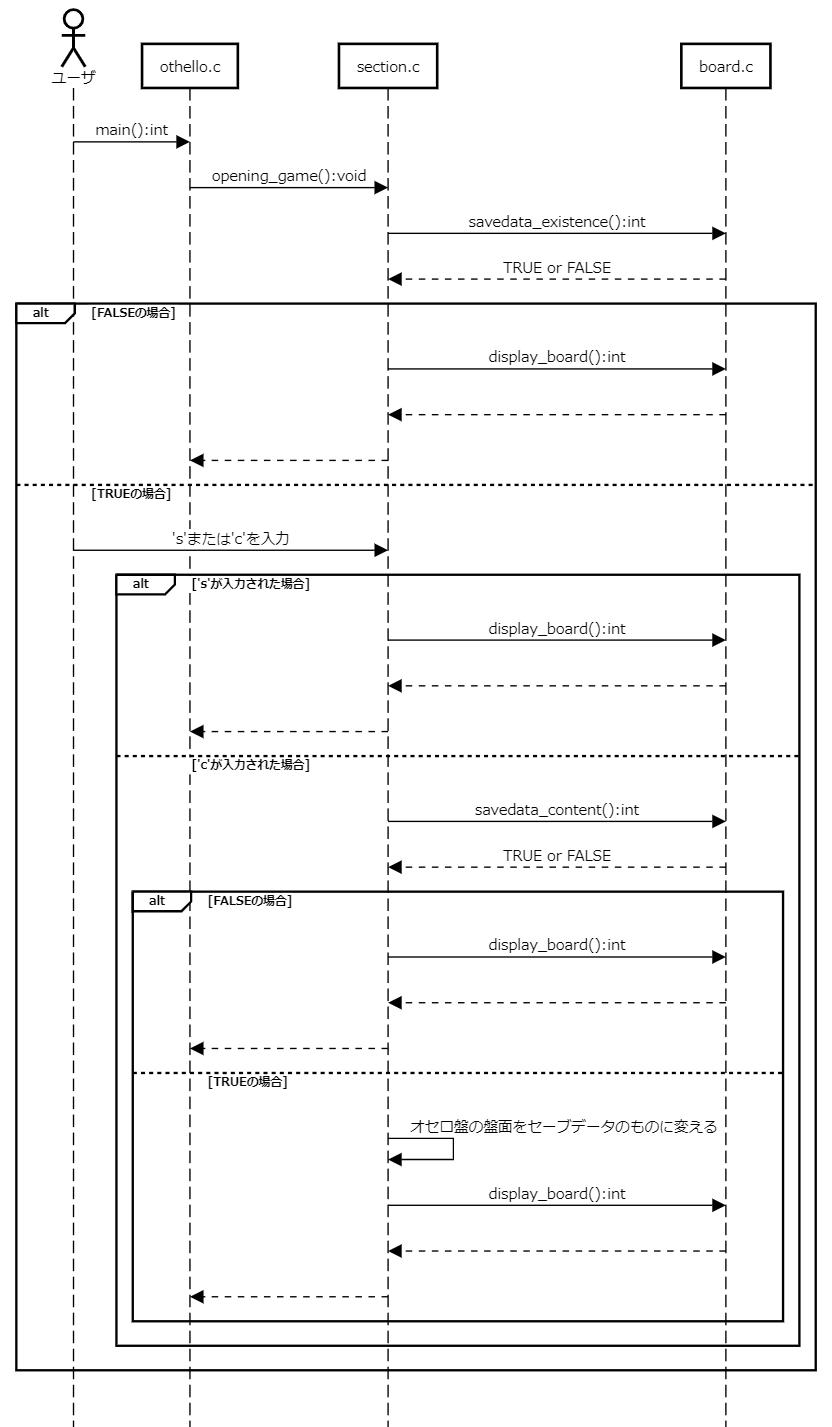 ユーザ
othello.c
section.c
board.c
main():int
opening_game():void
savedata_existence():int
TRUE or FALSE
alt
[FALSEの場合]
display_board():int
[TRUEの場合]
's'または'c'を入力
alt
['s'が入力された場合]
display_board():int
['c'が入力された場合]
savedata_content():int
TRUE or FALSE
alt
[FALSEの場合]
display_board():int
[TRUEの場合]
オセロ盤の盤面をセーブデータのものに変える
display_board():int